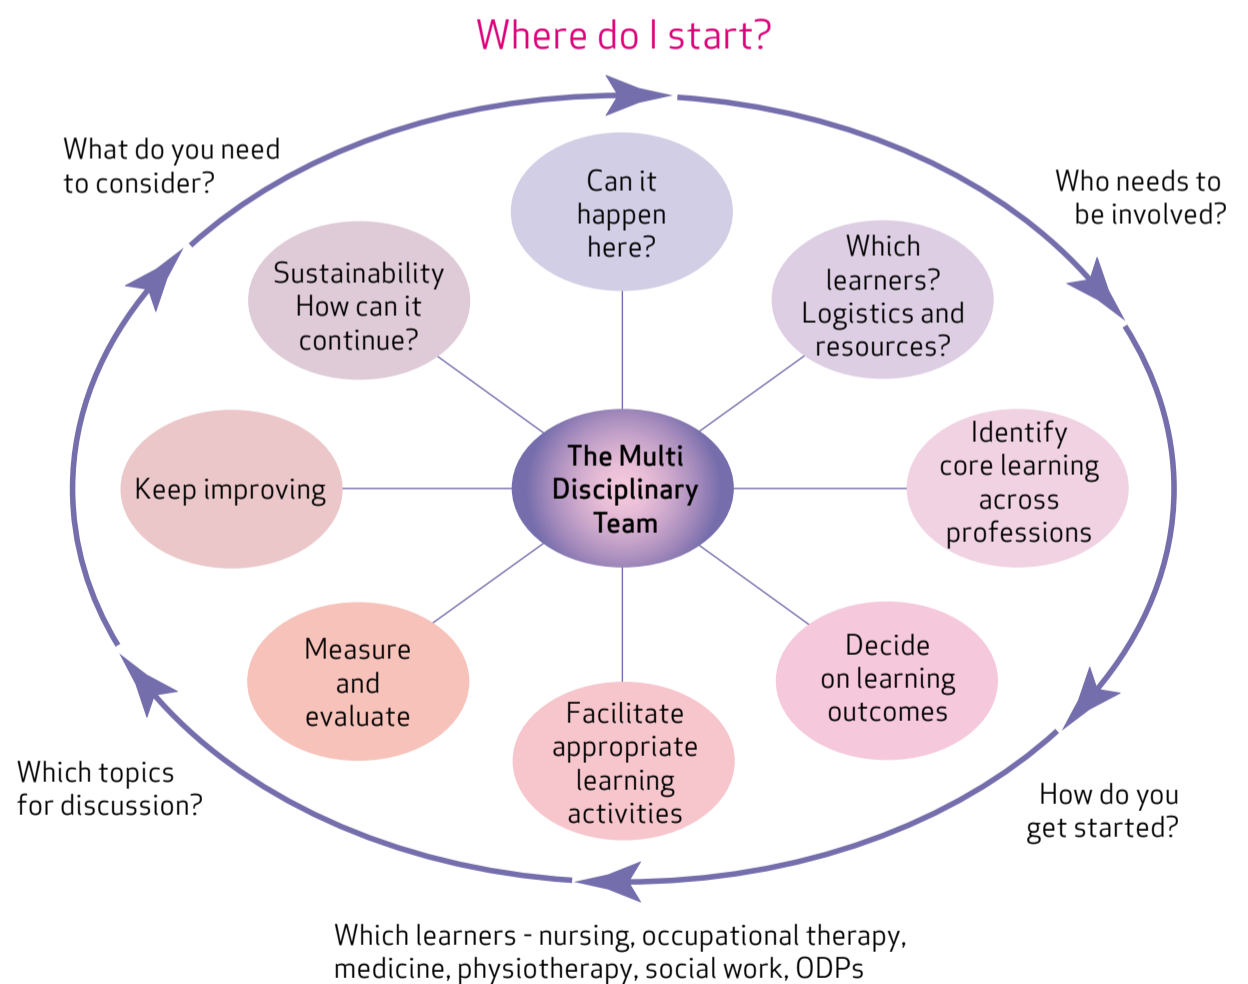 Where do I start?
What do you need
to consider?
Who needs to
be involved?
Can it
happen
here?
Which
learners?
Logistics and
resources?
Sustainability
How can it
continue?
Identify
core learning
across
professions
The Multi
Disciplinary
Team
Keep improving
Decide
on learning
outcomes
Measure
and
evaluate
Facilitate
appropriate
learning
activities
Which topics
for discussion?
How do you
get started?
Which learners - nursing, occupational therapy,
medicine, physiotherapy, social work, ODPs